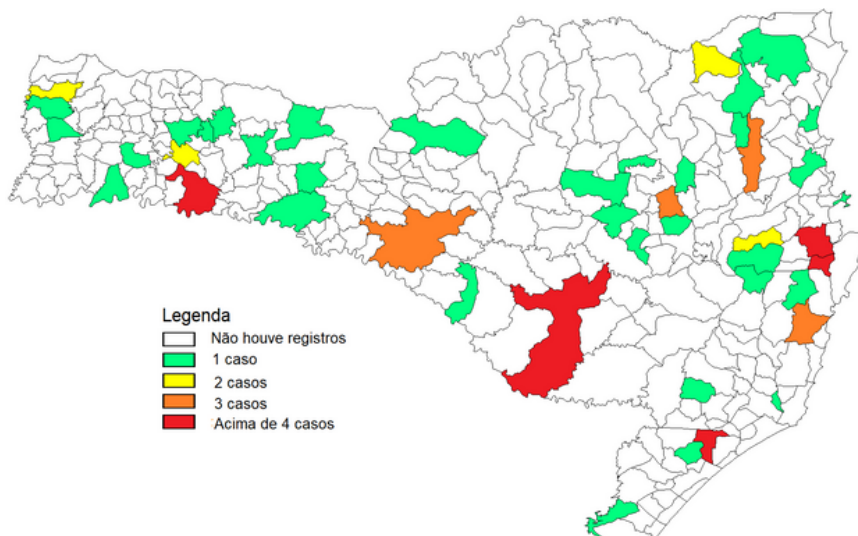 Legenda
Não houve registros
1 caso
2 casos
3 casos
Acima de 4 casos